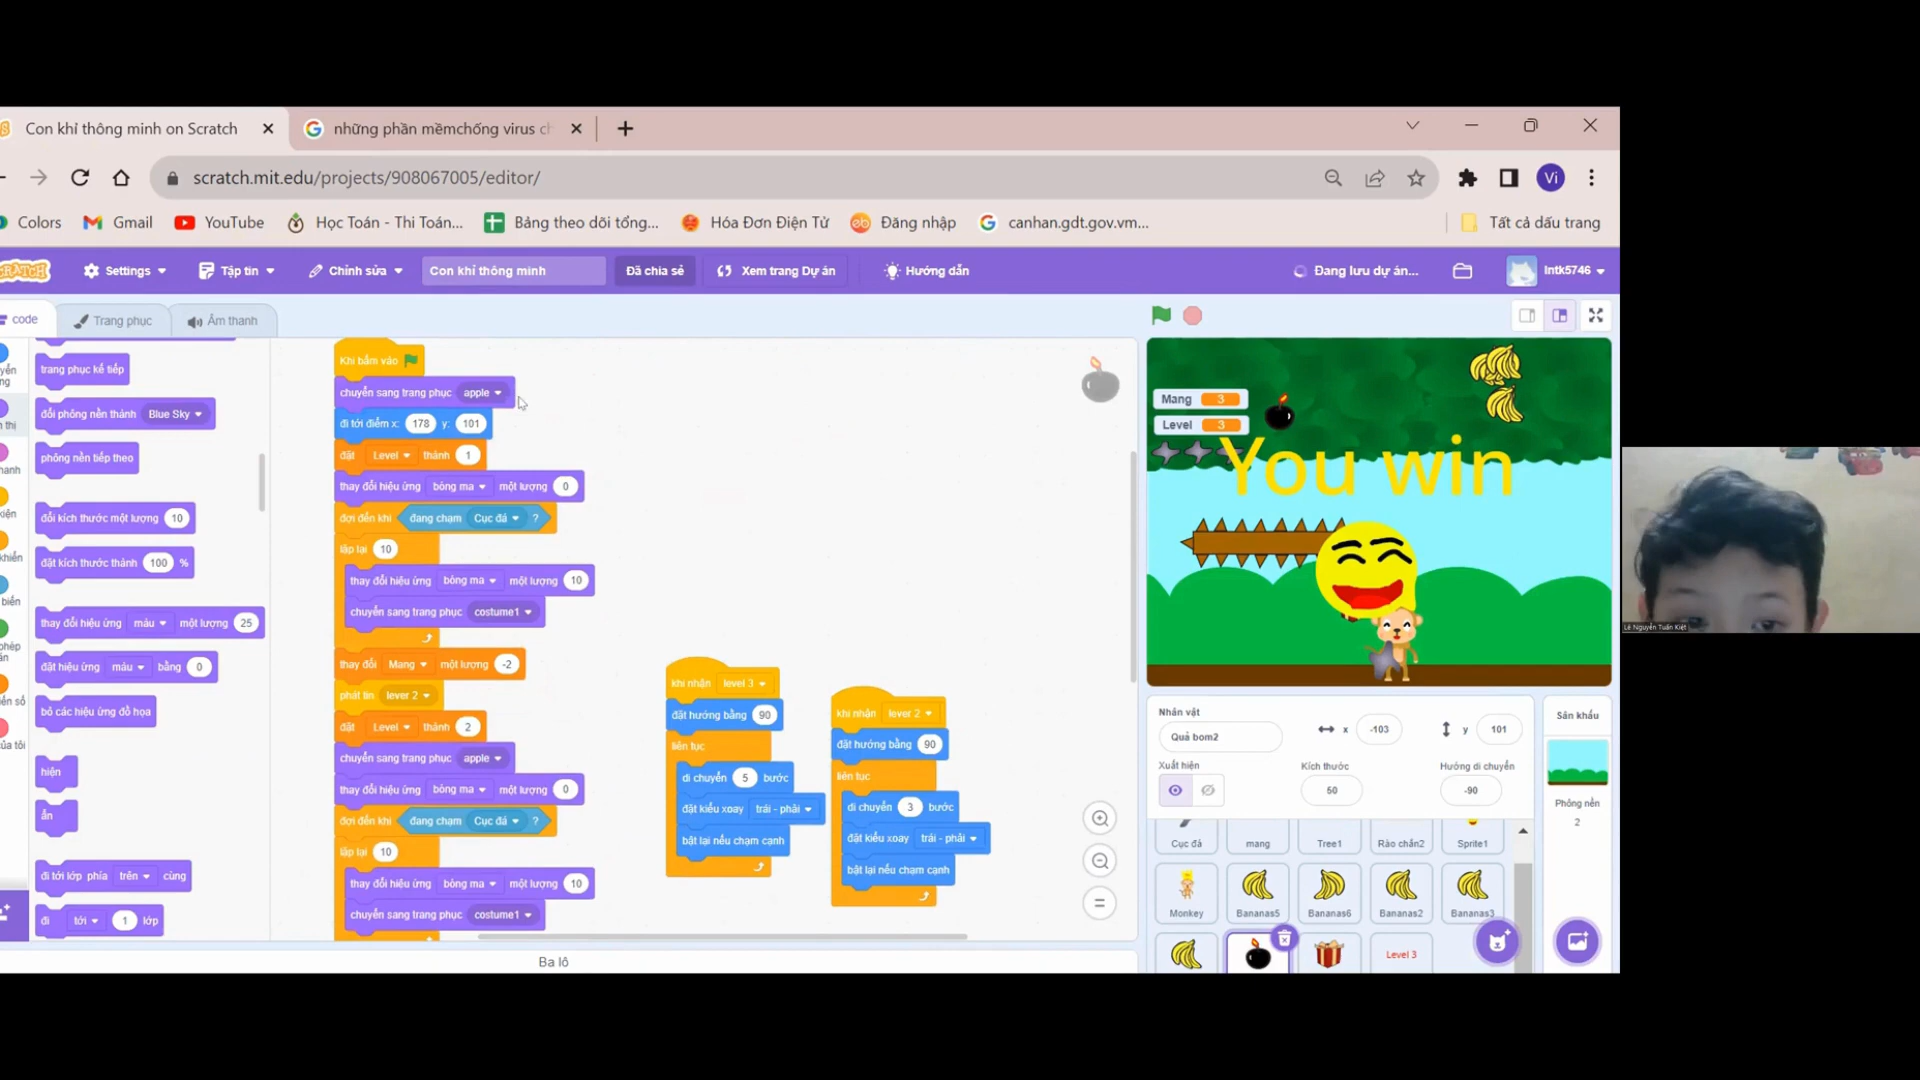 Con khỉ thông minh on Scratch
những phần mềmchống virus ch
scratch.mit.edu/projects/908067005/editor/
Vi
Colors
Gmail
YouTube
Học Toán - Thi Toán...
Bảng theo dõi tổng...
Hóa Đơn Điện Tử
Đăng nhập
canhan.gdt.gov.vm...
Tất cả dấu trang
Settings
Tập tin
Chỉnh sửa
Con khỉ thông minh
Đã chia sẻ
Xem trang Dự án
Hướng dẫn
Đang lưu dự án...
lntk5746
code
Trang phục
Âm thanh
trang phục kế tiếp
đổi phông nền thành Blue Sky
phông nền tiếp theo
đổi kích thước một lượng 10
đặt kích thước thành 100 %
thay đổi hiệu ứng màu một lượng 25
đặt hiệu ứng màu bằng 0
bỏ các hiệu ứng đồ họa
hiện
ẩn
đi tới lớp phía trên cùng
đi tới 1 lớp
Khi bấm vào
chuyển sang trang phục apple
đi tới điểm x: 178 y: 101
đặt Level thành 1
thay đổi hiệu ứng bóng ma một lượng 0
đợi đến khi đang chạm Cục đá ?
lặp lại 10
thay đổi hiệu ứng bóng ma một lượng 10
chuyển sang trang phục costume1
thay đổi Mang một lượng -2
phát tin lever 2
đặt Level thành 2
chuyển sang trang phục apple
thay đổi hiệu ứng bóng ma một lượng 0
đợi đến khi đang chạm Cục đá ?
lặp lại 10
thay đổi hiệu ứng bóng ma một lượng 10
chuyển sang trang phục costume1
khi nhận level 3
đặt hướng bằng 90
liên tục
di chuyển 5 bước
đặt kiểu xoay trái - phải
bật lại nếu chạm cạnh
khi nhận lever 2
đặt hướng bằng 90
liên tục
di chuyển 3 bước
đặt kiểu xoay trái - phải
bật lại nếu chạm cạnh
Ba lô
Mang 3
Level 3
You win
Nhân vật
Quả bom2
x -103
y 101
Xuất hiện
Kích thước
50
Hướng di chuyển
-90
Cục đá
mang
Tree1
Rào chắn2
Sprite1
Monkey
Bananas5
Bananas6
Bananas2
Bananas3
Level 3
Sân khấu
Phông nền
2
Lê Nguyễn Tuấn Kiệt